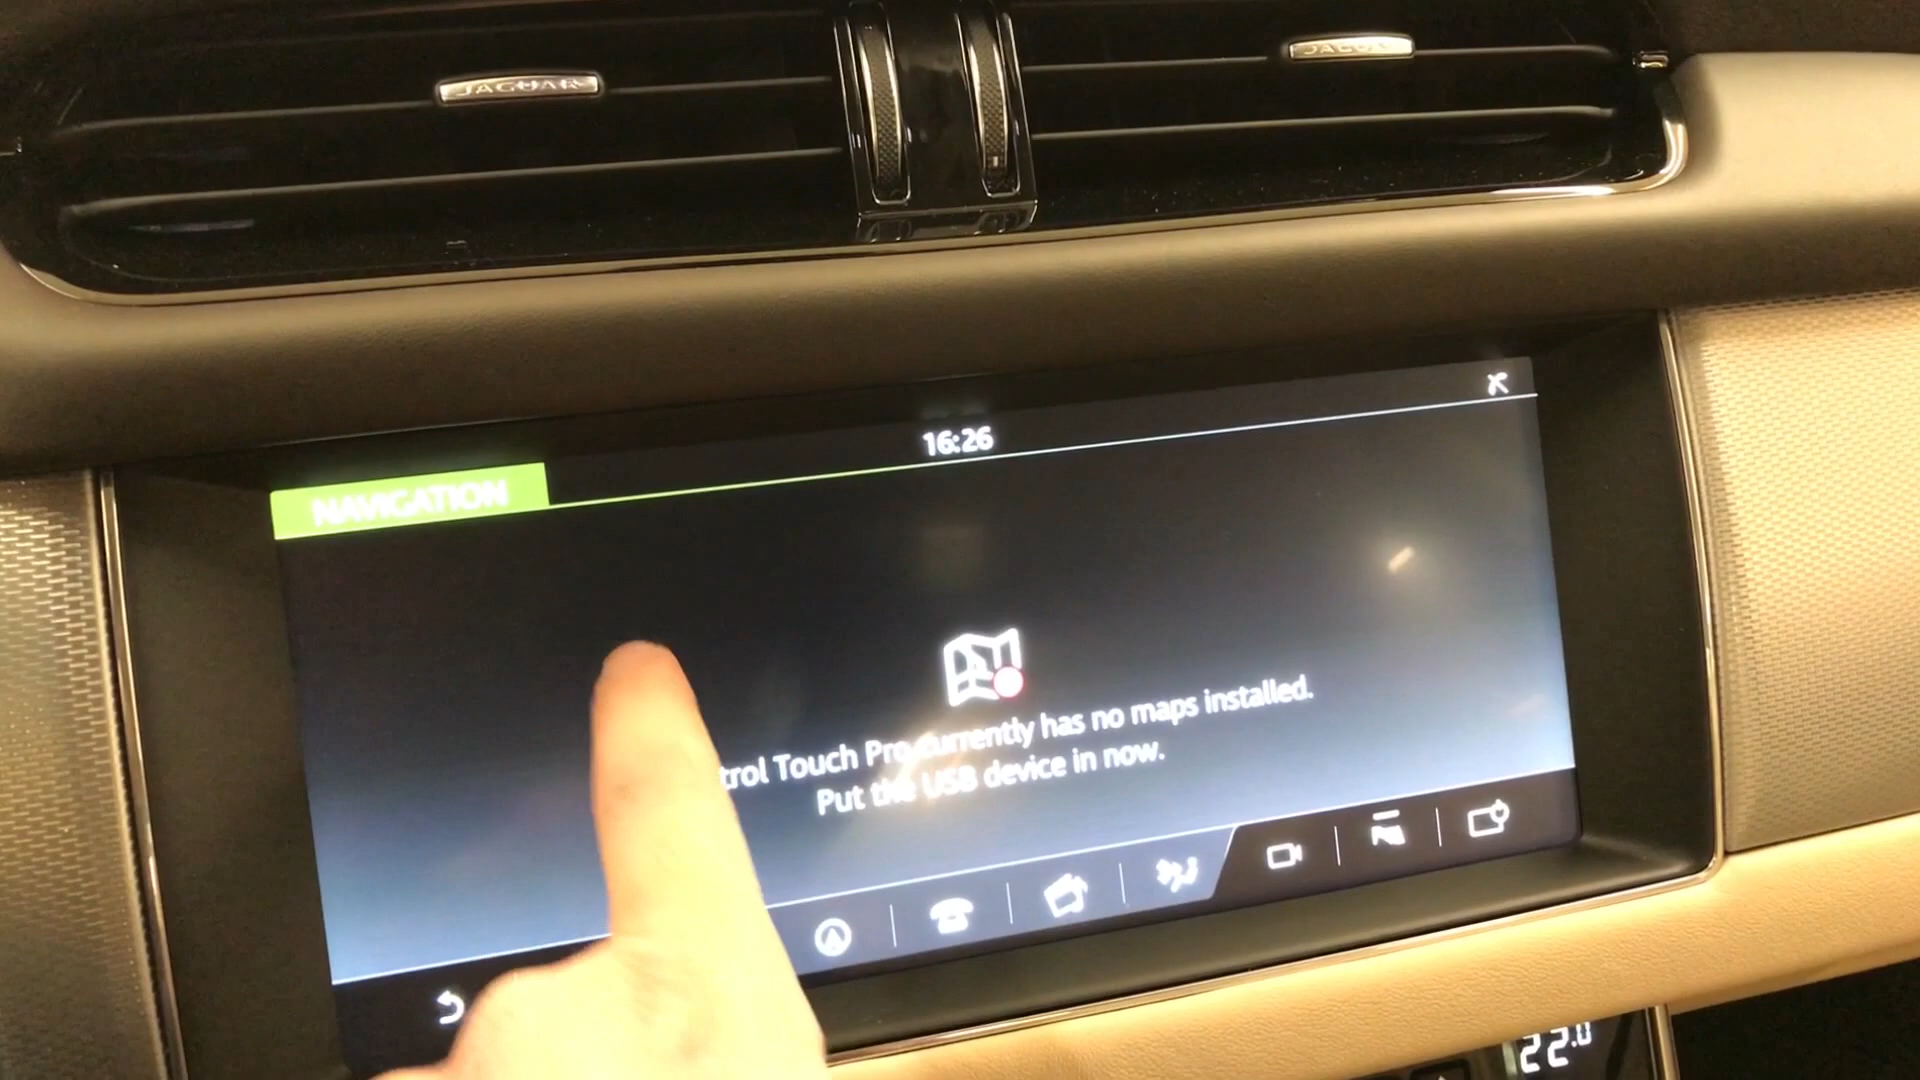 JAGUAR
JAGUAR
16:26
NAVIGATION
trol Touch Pro currently has no maps installed.
Put the USB device in now.
22.0